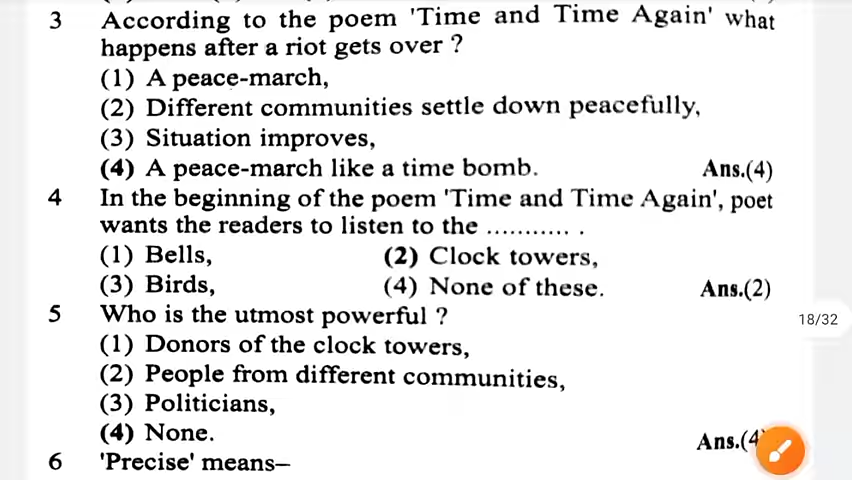 3 According to the poem 'Time and Time Again' what
happens after a riot gets over ?
(1) A peace-march,
(2) Different communities settle down peacefully,
(3) Situation improves,
(4) A peace-march like a time bomb. Ans.(4)
4 In the beginning of the poem 'Time and Time Again', poet
wants the readers to listen to the ........... .
(1) Bells, (2) Clock towers,
(3) Birds, (4) None of these. Ans.(2)
5 Who is the utmost powerful ?
18/32
(1) Donors of the clock towers,
(2) People from different communities,
(3) Politicians,
(4) None. Ans.(4
6 'Precise' means–